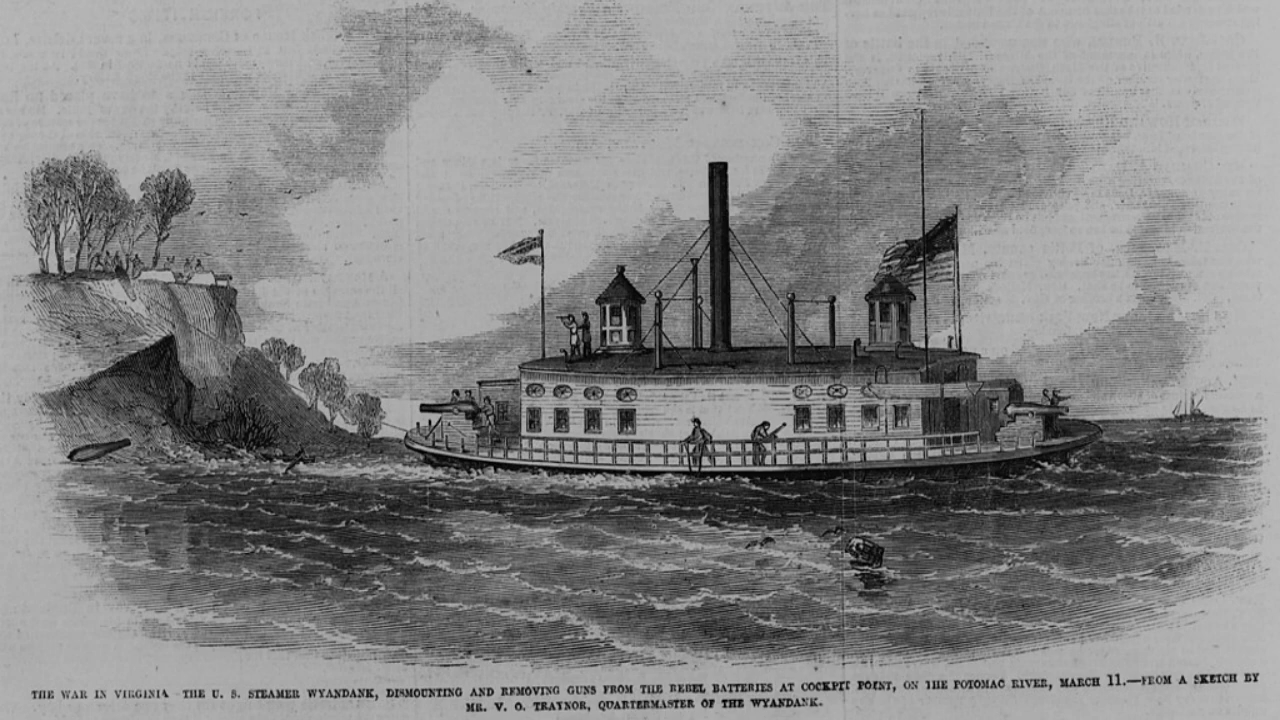 THE WAR IN VIRGINIA—THE U. S. STEAMER WYANDANK, DISMOUNTING AND REMOVING GUNS FROM THE REBEL BATTERIES AT COCKPIT POINT, ON THE POTOMAC RIVER, MARCH 11.—FROM A SKETCH BY
MR. V. O. TRAYNOR, QUARTERMASTER OF THE WYANDANK.